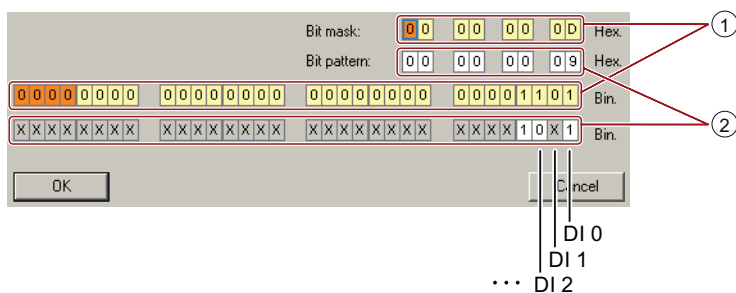 Bit mask: 0 0 0 0 0 0 0 D Hex. 1
Bit pattern: 0 0 0 0 0 0 0 9 Hex.
0 0 0 0 0 0 0 0 0 0 0 0 0 0 0 0 0 0 0 0 0 0 0 0 0 0 0 0 1 1 0 1 Bin.
X X X X X X X X X X X X X X X X X X X X X X X X X X X X 1 0 X 1 Bin. 2
OK Cancel
DI 0
DI 1
··· DI 2